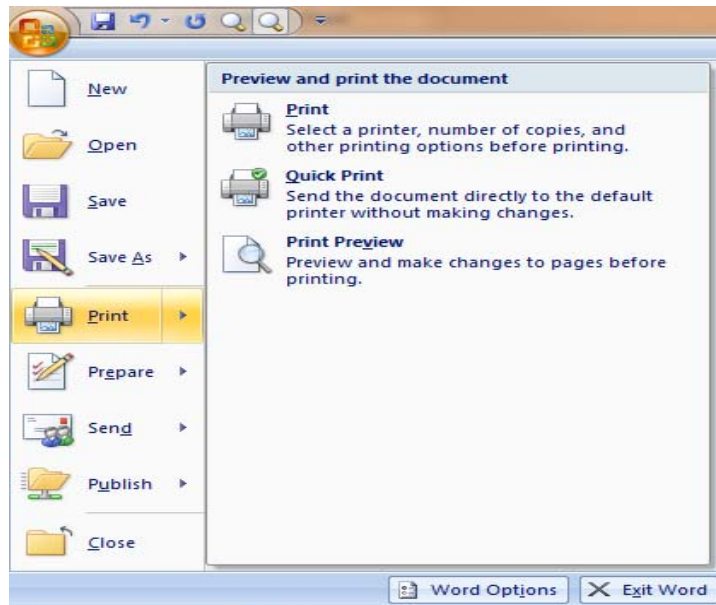 New
Open
Save
Save As
Print
Prepare
Send
Publish
Close
Preview and print the document
Print
Select a printer, number of copies, and
other printing options before printing.
Quick Print
Send the document directly to the default
printer without making changes.
Print Preview
Preview and make changes to pages before
printing.
Word Options
Exit Word